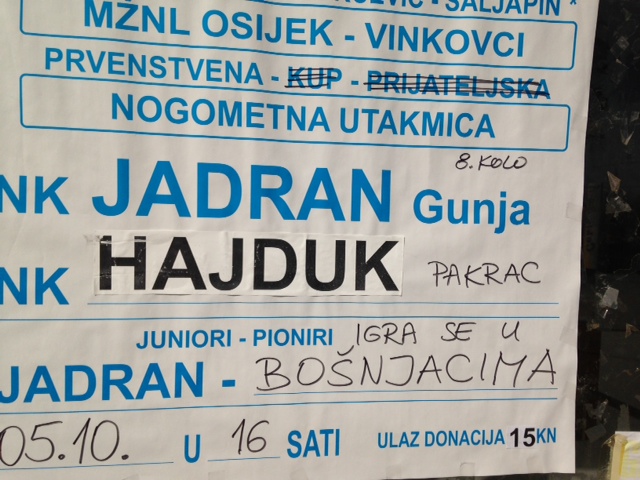 - ŠALJAPIN *
MŽNL OSIJEK - VINKOVCI
PRVENSTVENA - KUP - PRIJATELJSKA
NOGOMETNA UTAKMICA
8. KOLO
NK JADRAN Gunja
NK HAJDUK PAKRAC
JUNIORI - PIONIRI IGRA SE U
JADRAN - BOŠNJACIMA
05.10. U 16 SATI ULAZ DONACIJA 15KN